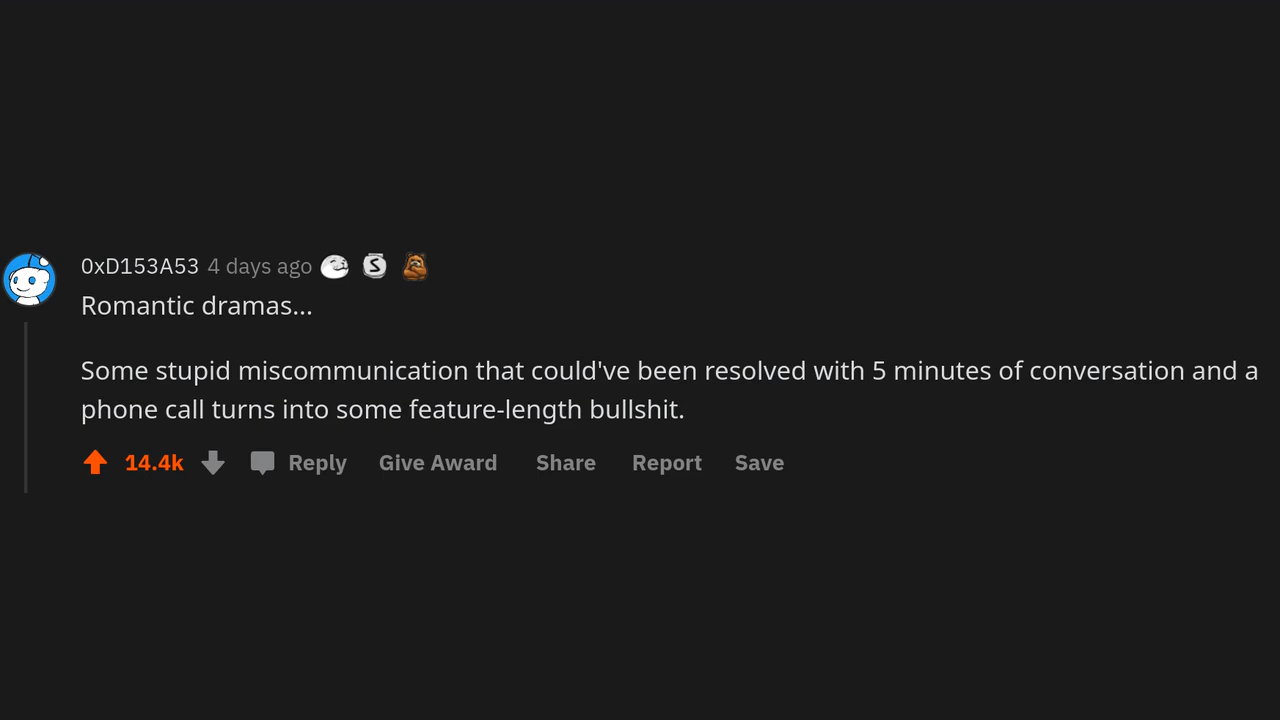 0xD153A53 4 days ago
Romantic dramas...
Some stupid miscommunication that could've been resolved with 5 minutes of conversation and a
phone call turns into some feature-length bullshit.
14.4k Reply Give Award Share Report Save